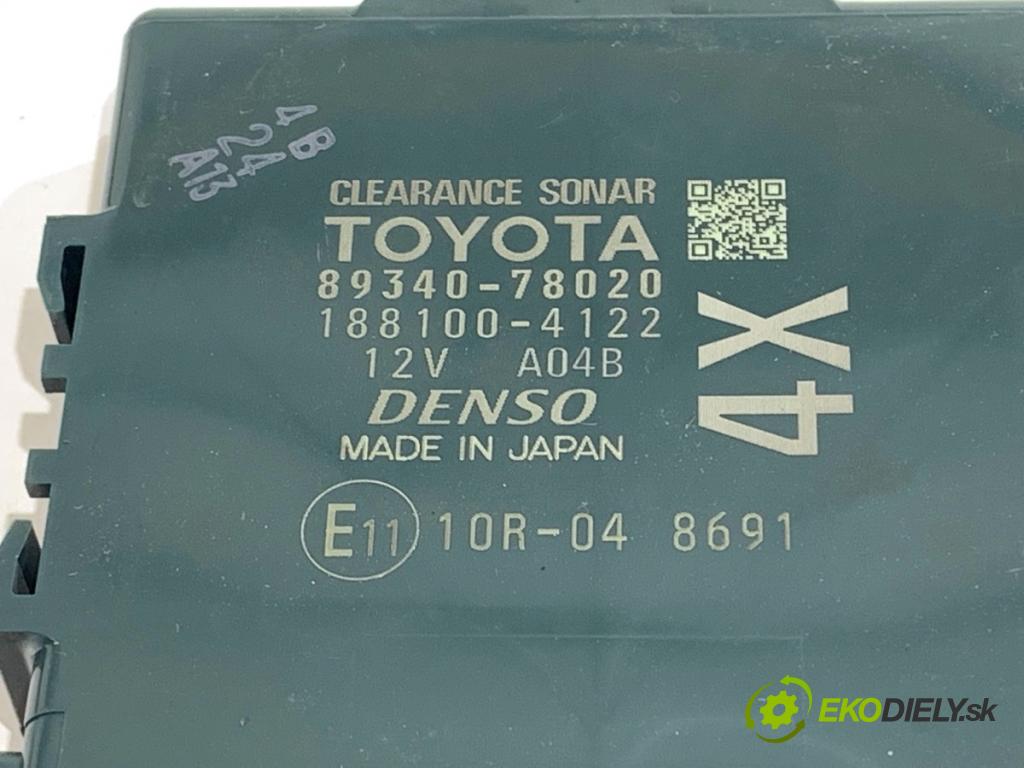 4B
24
A13
CLEARANCE SONAR
TOYOTA
89340-78020
188100-4122
12V A04B
DENSO
MADE IN JAPAN
4X
E11 10R-04 8691
EKODIELY.sk